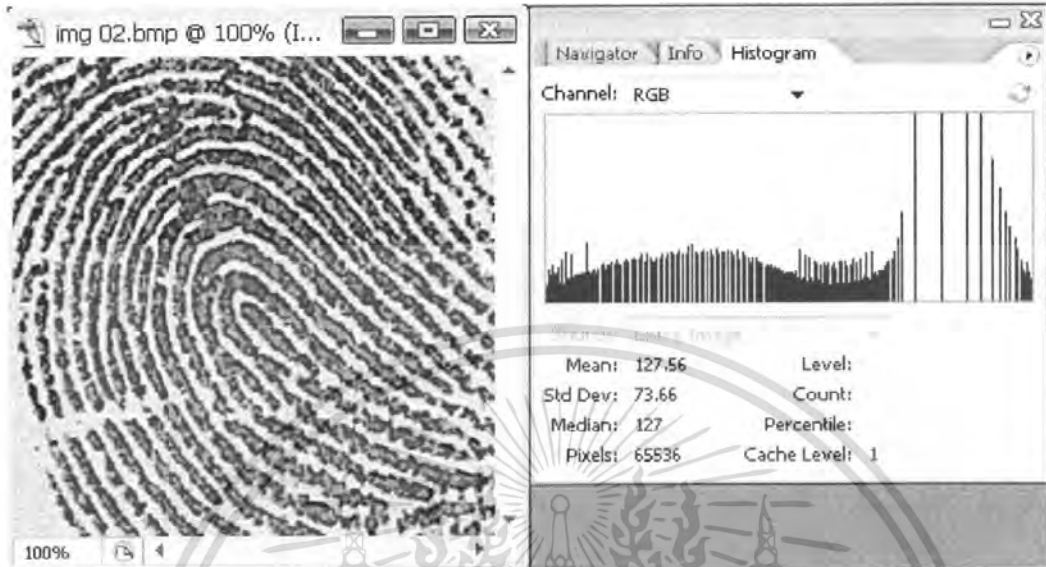 img 02.bmp @ 100% (I...
100%
Navigator Info Histogram
Channel: RGB
Mean: 127.56 Level:
Std Dev: 73.66 Count:
Median: 127 Percentile:
Pixels: 65536 Cache Level: 1